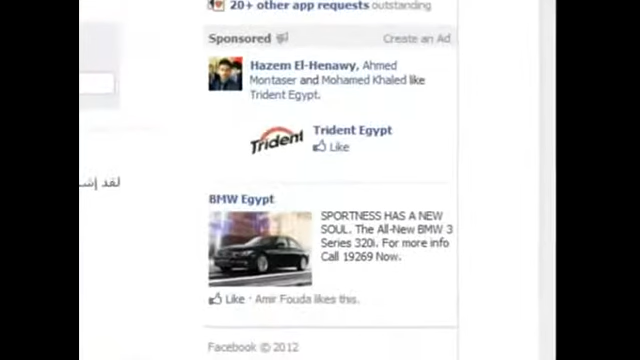 20+ other app requests outstanding
Sponsored
Create an Ad
Hazem El-Henawy, Ahmed
Montaser and Mohamed Khaled like
Trident Egypt.
Trident
Trident Egypt
Like
لقد إش
BMW Egypt
SPORTNESS HAS A NEW
SOUL. The All-New BMW 3
Series 320i. For more info
Call 19269 Now.
Like · Amir Fouda likes this.
Facebook © 2012